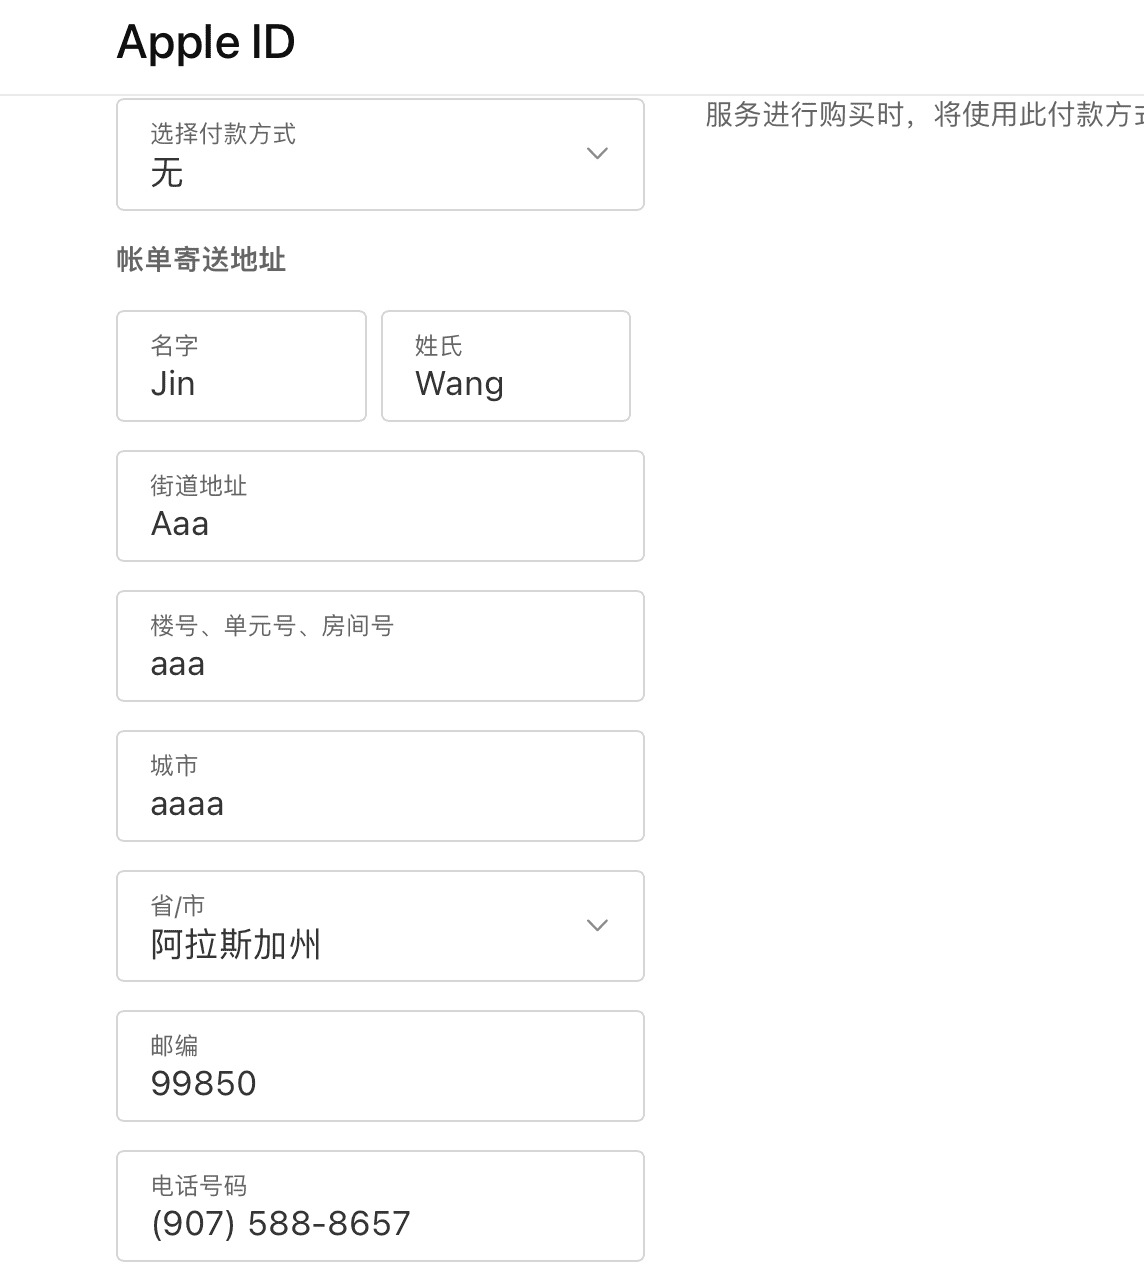 Apple ID
选择付款方式
无
服务进行购买时，将使用此付款方式
帐单寄送地址
名字
Jin
姓氏
Wang
街道地址
Aaa
楼号、单元号、房间号
aaa
城市
aaaa
省/市
阿拉斯加州
邮编
99850
电话号码
(907) 588-8657